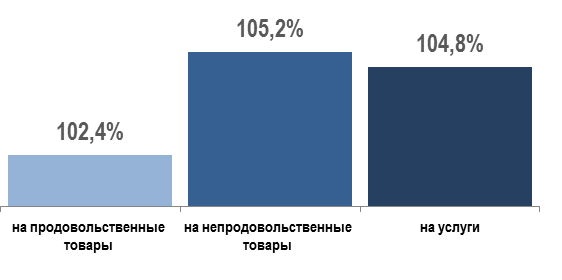 102,4%
105,2%
104,8%
на продовольственные
товары
на непродовольственные
товары
на услуги